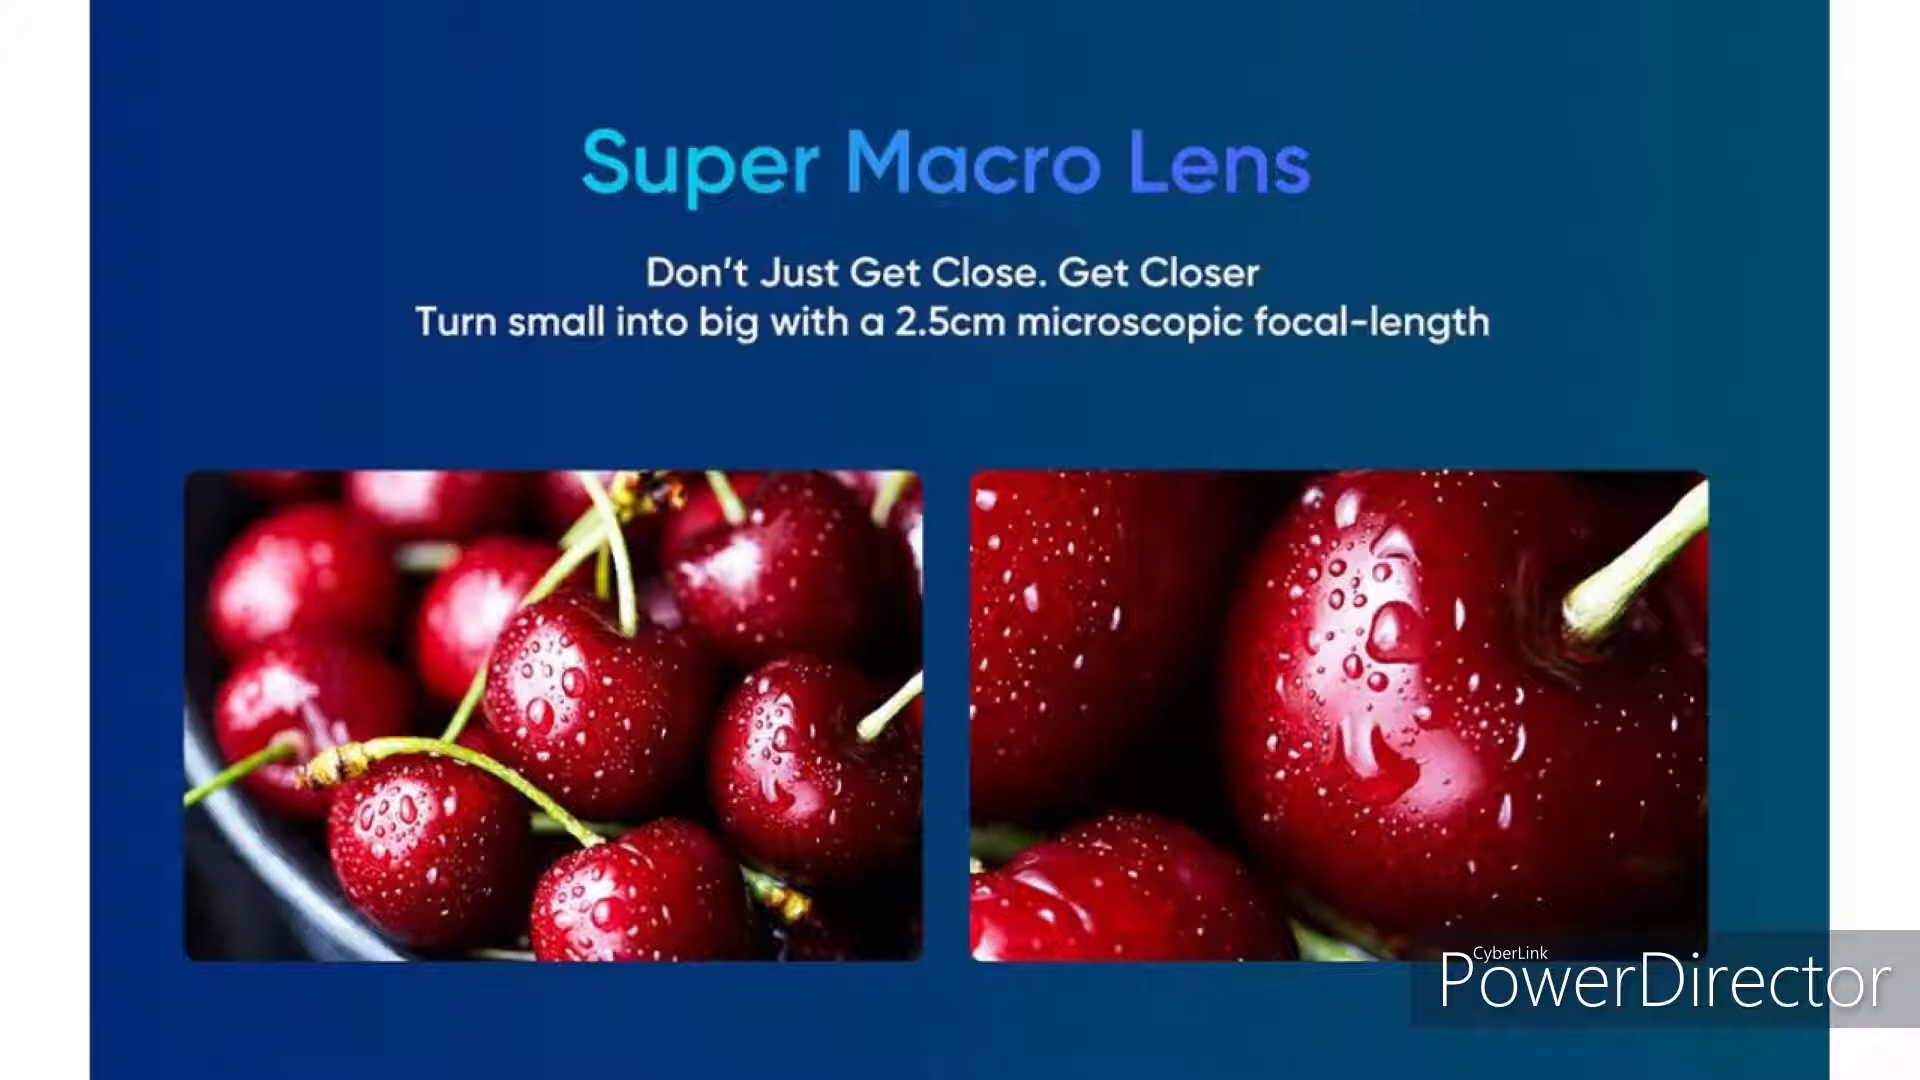 Super Macro Lens
Don't Just Get Close. Get Closer
Turn small into big with a 2.5cm microscopic focal-length
CyberLink
PowerDirector